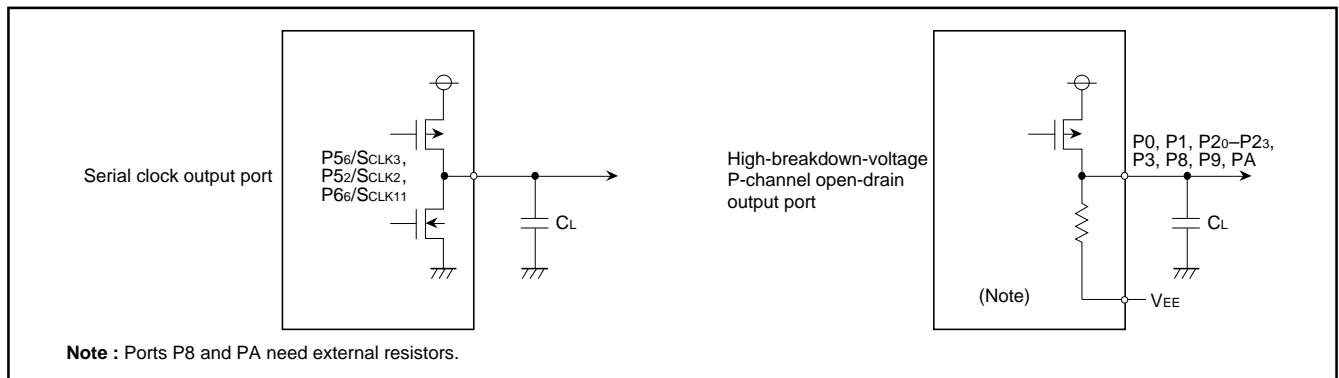 Serial clock output port
P56/SCLK3,
P52/SCLK2,
P66/SCLK11
CL
High-breakdown-voltage
P-channel open-drain
output port
P0, P1, P20–P23,
P3, P8, P9, PA
CL
(Note)
VEE
Note : Ports P8 and PA need external resistors.